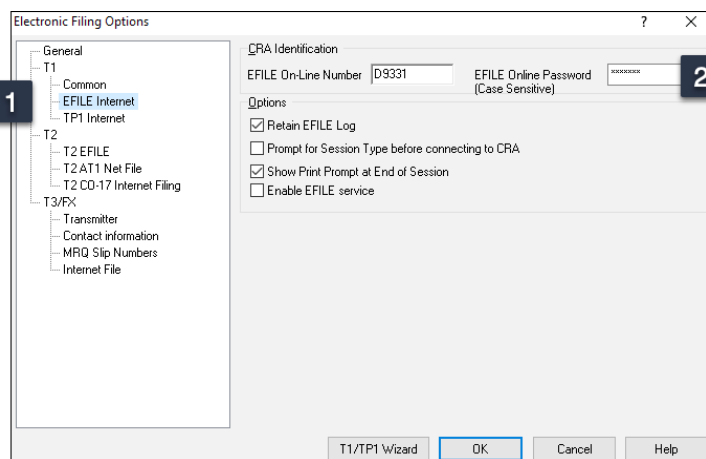 Electronic Filing Options ? X
General
T1
Common
EFILE Internet
TP1 Internet
T2
T2 EFILE
T2 AT1 Net File
T2 CO-17 Internet Filing
T3/FX
Transmitter
Contact information
MRQ Slip Numbers
Internet File
1
CRA Identification
EFILE On-Line Number D9331 EFILE Online Password xxxxxxx
(Case Sensitive)
2
Options
Retain EFILE Log
Prompt for Session Type before connecting to CRA
Show Print Prompt at End of Session
Enable EFILE service
T1/TP1 Wizard OK Cancel Help